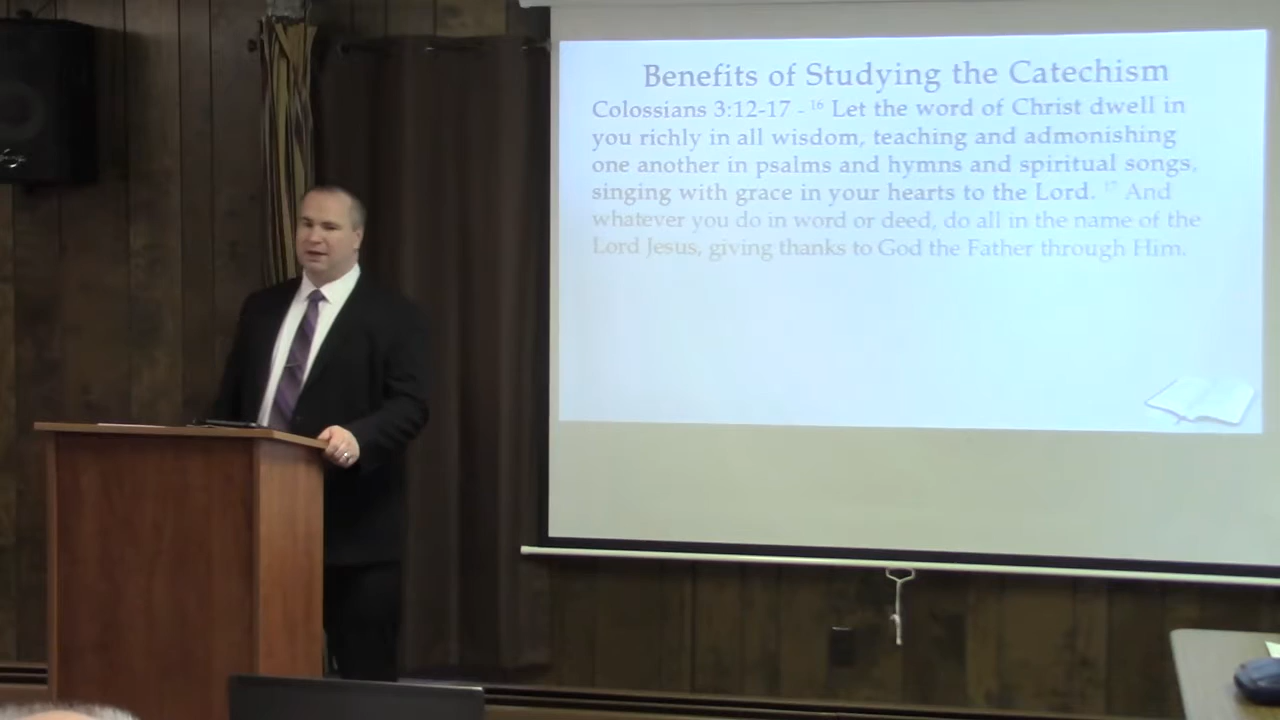 Benefits of Studying the Catechism
Colossians 3:12-17 - 16 Let the word of Christ dwell in
you richly in all wisdom, teaching and admonishing
one another in psalms and hymns and spiritual songs,
singing with grace in your hearts to the Lord. 17 And
whatever you do in word or deed, do all in the name of the
Lord Jesus, giving thanks to God the Father through Him.